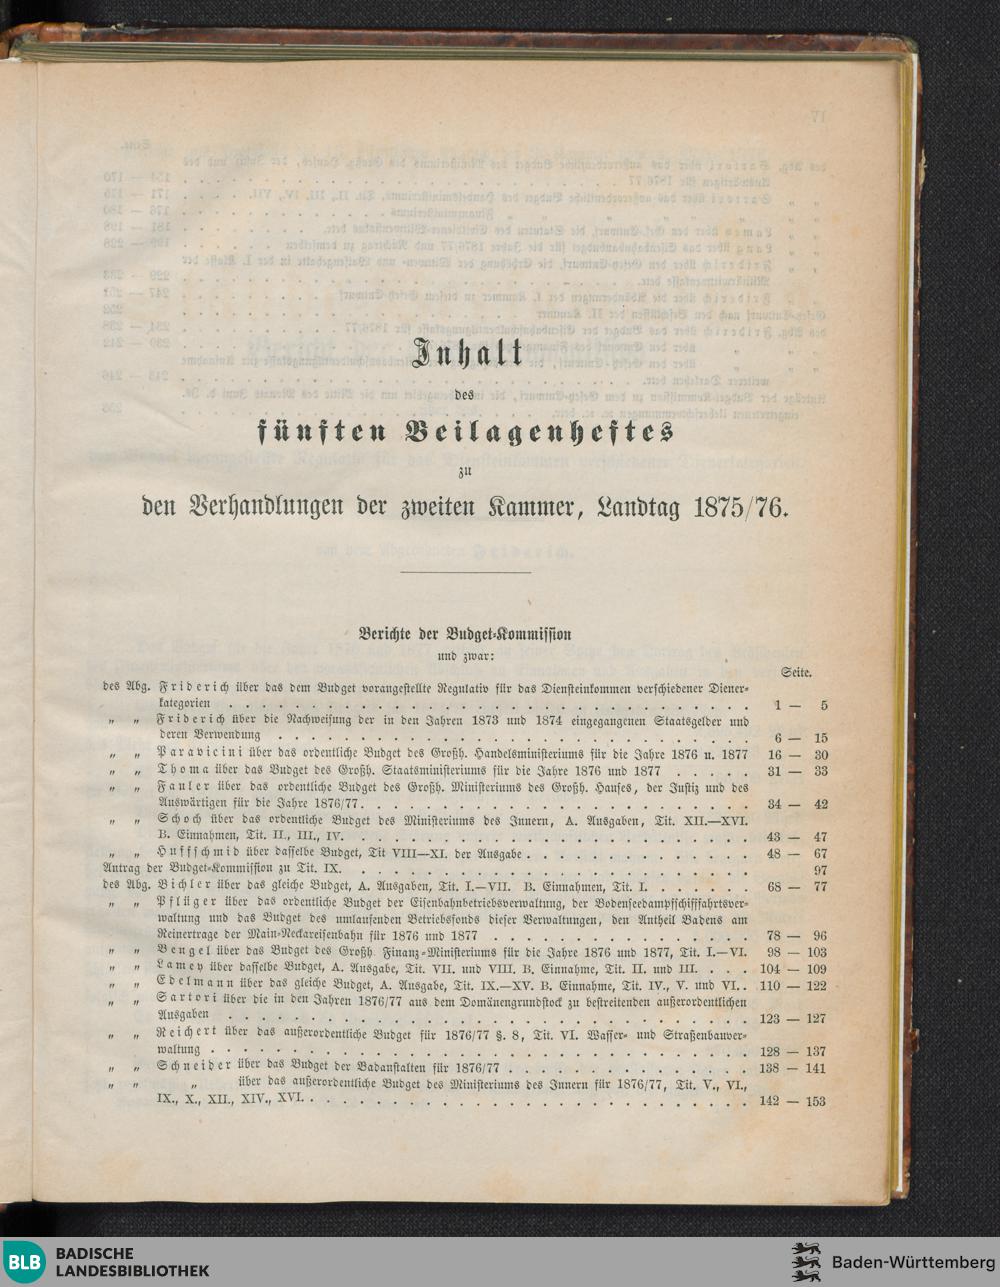 Inhalt
des
fünften Beilagenheftes
zu
den Verhandlungen der zweiten Kammer, Landtag 1875/76.
Berichte der Budget-Kommission
und zwar:
Seite.
des Abg. Friderich über das dem Budget vorangestellte Regulativ für das Diensteinkommen verschiedener Diener-
kategorien . . . 1 — 5
„ „ Friderich über die Nachweisung der in den Jahren 1873 und 1874 eingegangenen Staatsgelder und
deren Verwendung . . . 6 — 15
„ „ Paravicini über das ordentliche Budget des Großh. Handelsministeriums für die Jahre 1876 u. 1877 16 — 30
„ „ Thoma über das Budget des Großh. Staatsministeriums für die Jahre 1876 und 1877 . . . 31 — 33
„ „ Fauler über das ordentliche Budget des Großh. Ministeriums des Großh. Hauses, der Justiz und des
Auswärtigen für die Jahre 1876/77 . . . 34 — 42
„ „ Schoch über das ordentliche Budget des Ministeriums des Innern, A. Ausgaben, Tit. XII.—XVI.
B. Einnahmen, Tit. II., III., IV. . . . 43 — 47
„ „ Huffschmid über dasselbe Budget, Tit VIII—XI. der Ausgabe . . . 48 — 67
Antrag der Budget-Kommission zu Tit. IX. . . . 97
des Abg. Bichler über das gleiche Budget, A. Ausgaben, Tit. I.—VII. B. Einnahmen, Tit. I. . . . 68 — 77
„ „ Pflüger über das ordentliche Budget der Eisenbahnbetriebsverwaltung, der Bodenseedampfschifffahrtsver-
waltung und das Budget des umlaufenden Betriebsfonds dieser Verwaltungen, den Antheil Badens am
Reinertrage der Main-Neckareisenbahn für 1876 und 1877 . . . 78 — 96
„ „ Bengel über das Budget des Großh. Finanz-Ministeriums für die Jahre 1876 und 1877, Tit. I.—VI. 98 — 103
„ „ Lamey über dasselbe Budget, A. Ausgabe, Tit. VII. und VIII. B. Einnahme, Tit. II. und III. . . . 104 — 109
„ „ Edelmann über das gleiche Budget, A. Ausgabe, Tit. IX.—XV. B. Einnahme, Tit. IV., V. und VI. . . 110 — 122
„ „ Sartori über die in den Jahren 1876/77 aus dem Domänengrundstock zu bestreitenden außerordentlichen
Ausgaben . . . 123 — 127
„ „ Reichert über das außerordentliche Budget für 1876/77 §. 8, Tit. VI. Wasser- und Straßenbauver-
waltung . . . 128 — 137
„ „ Schneider über das Budget der Badanstalten für 1876/77 . . . 138 — 141
„ „ „ über das außerordentliche Budget des Ministeriums des Innern für 1876/77, Tit. V., VI.,
IX., X., XII., XIV., XVI. . . . 142 — 153
BLB BADISCHE
LANDESBIBLIOTHEK
Baden-Württemberg